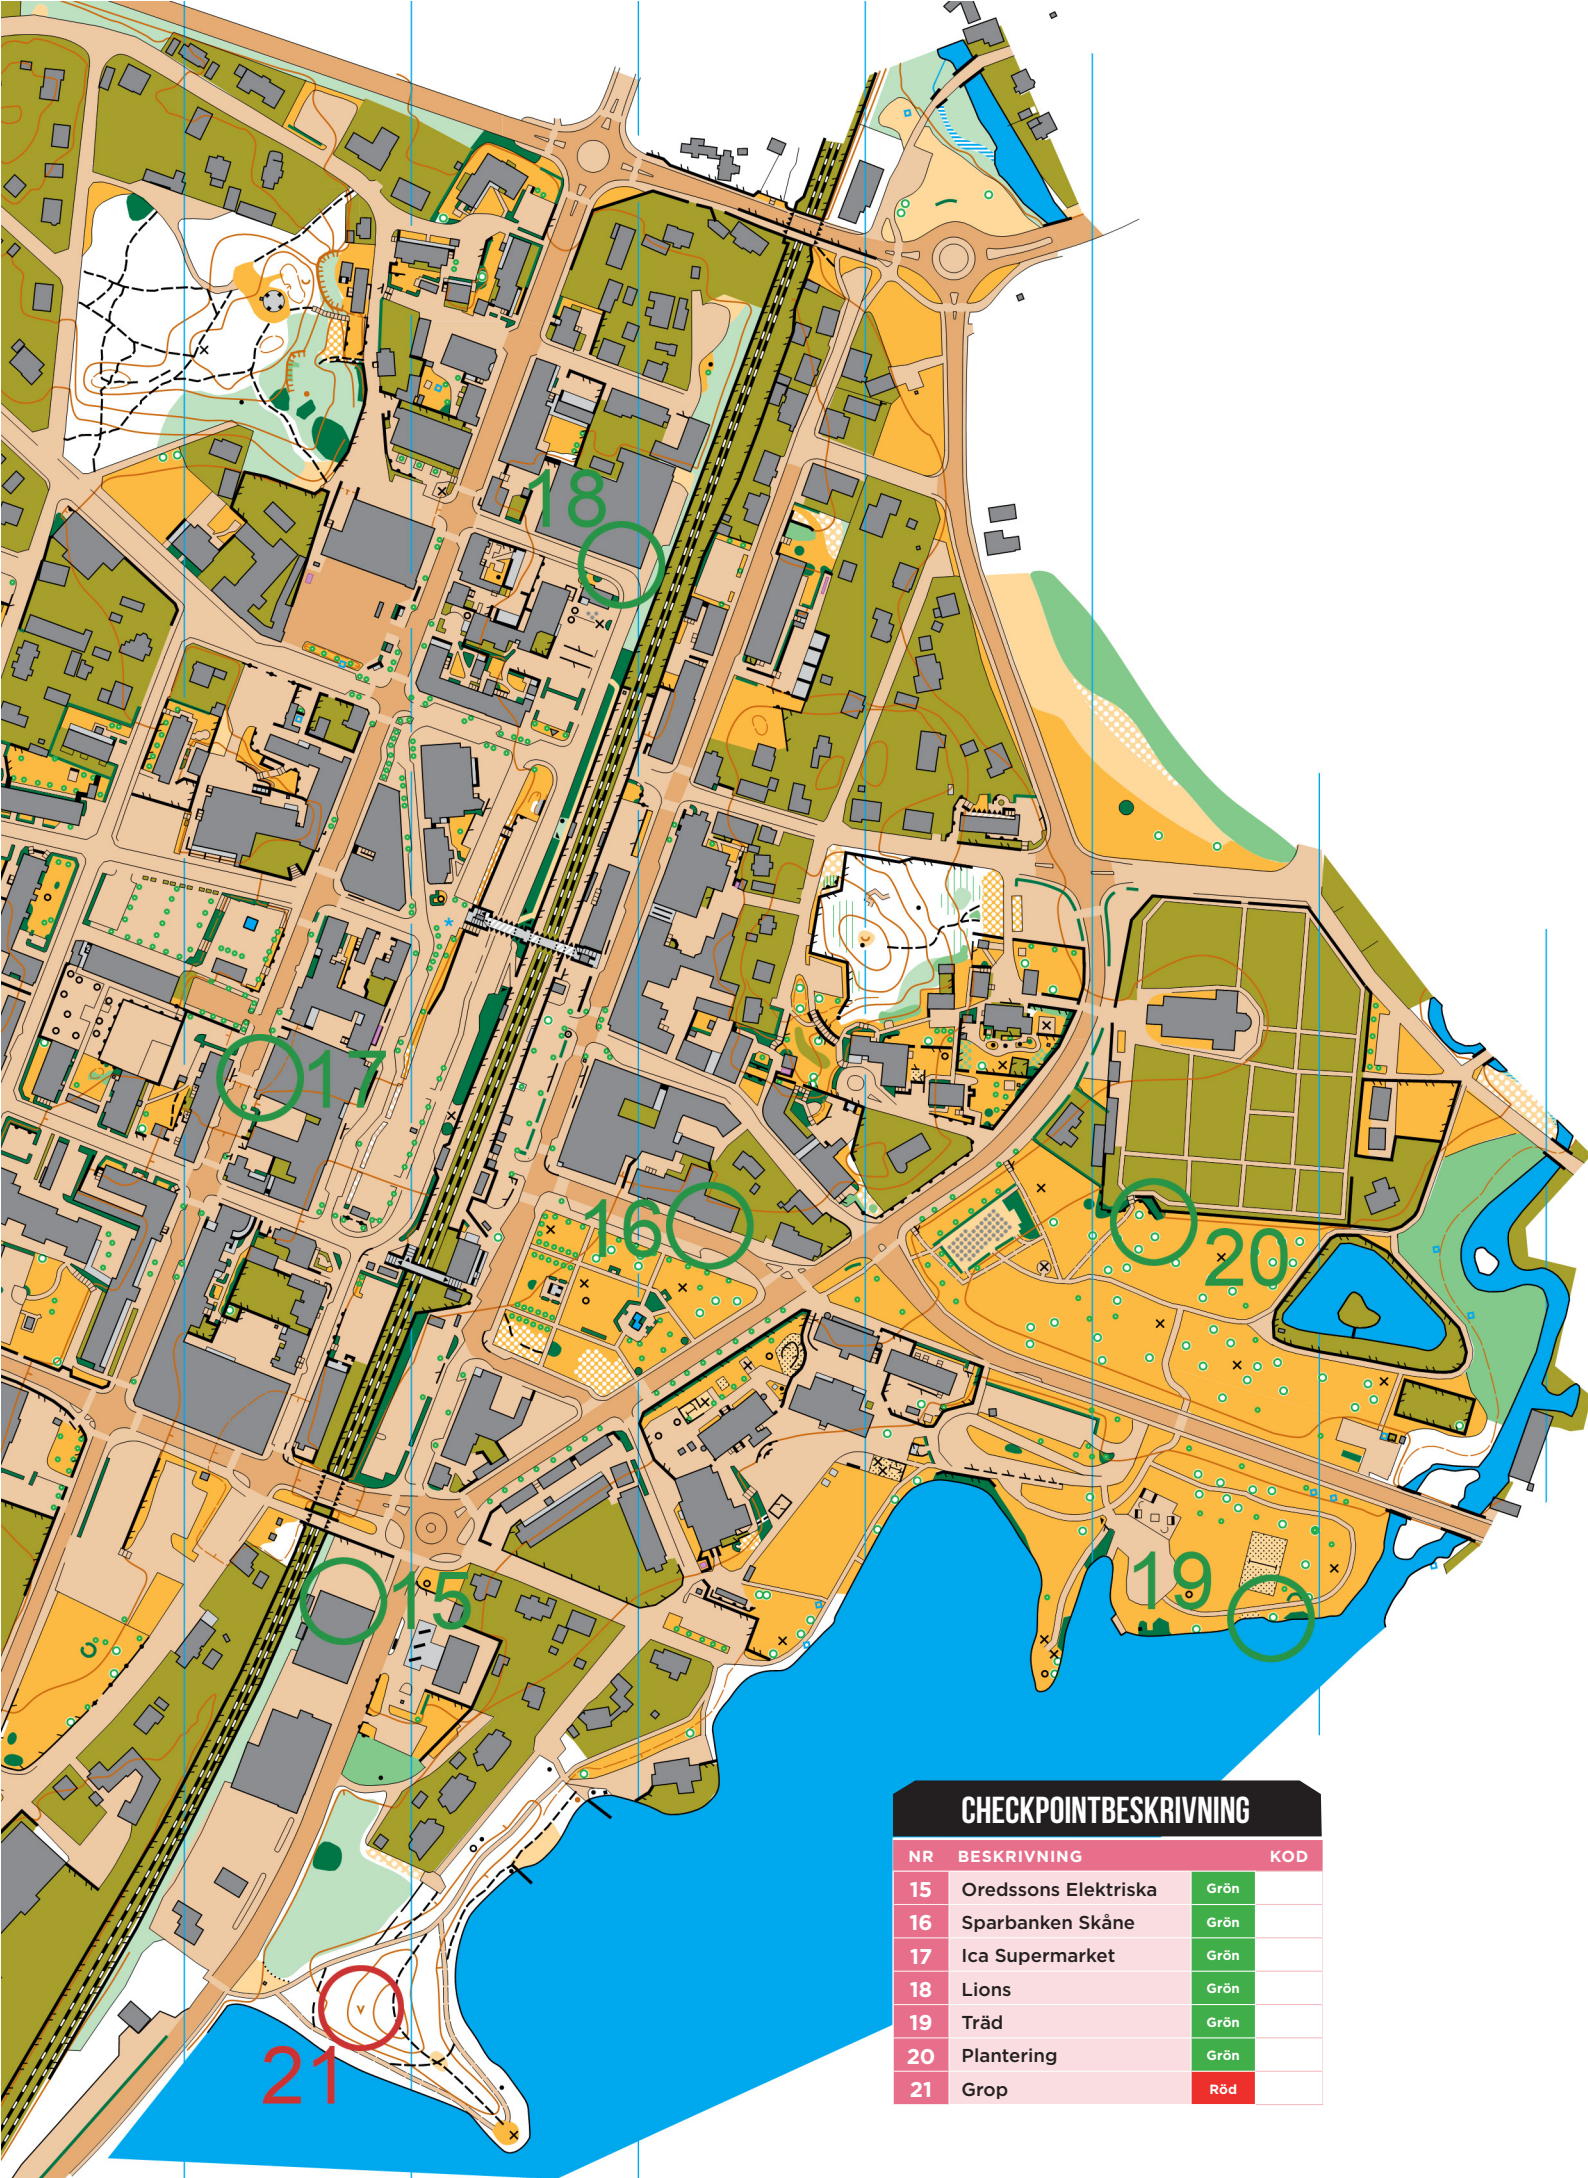 18
17
16
20
19
15
21
CHECKPOINTBESKRIVNING
NR BESKRIVNING KOD
15 Oredssons Elektriska Grön
16 Sparbanken Skåne Grön
17 Ica Supermarket Grön
18 Lions Grön
19 Träd Grön
20 Plantering Grön
21 Grop Röd